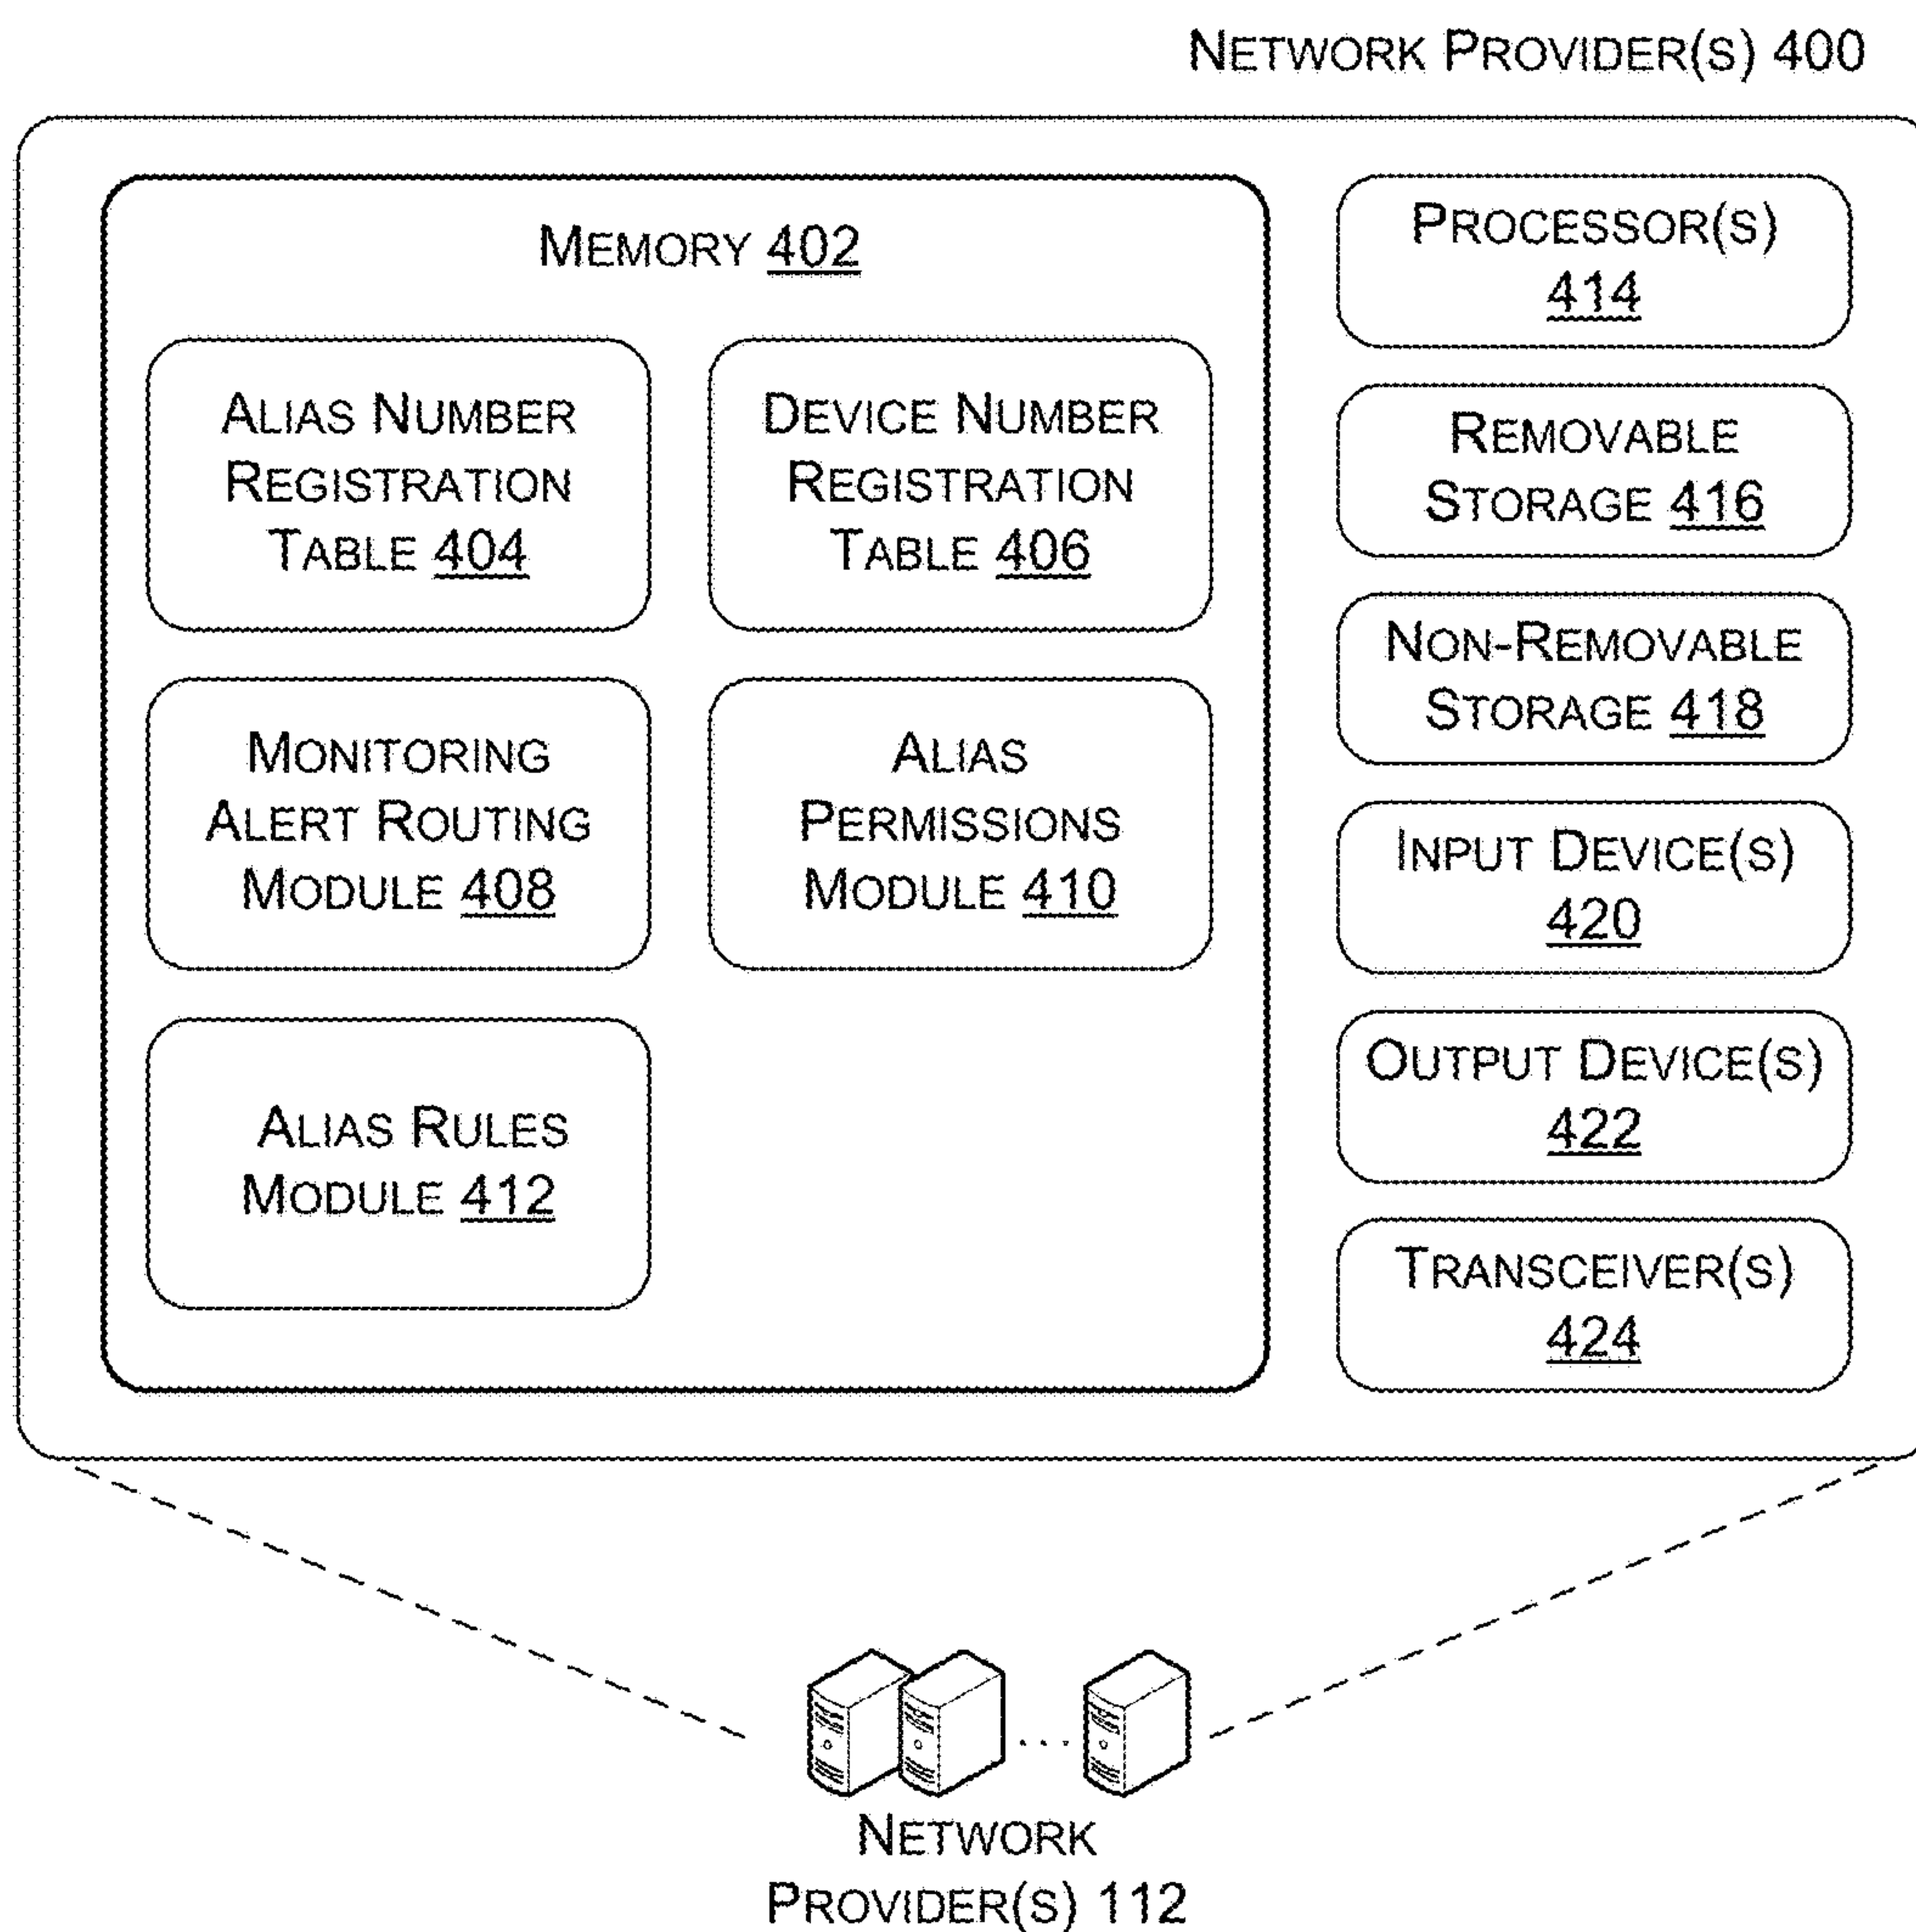 NETWORK PROVIDER(S) 400
MEMORY 402
ALIAS NUMBER
REGISTRATION
TABLE 404
DEVICE NUMBER
REGISTRATION
TABLE 406
MONITORING
ALERT ROUTING
MODULE 408
ALIAS
PERMISSIONS
MODULE 410
ALIAS RULES
MODULE 412
PROCESSOR(S)
414
REMOVABLE
STORAGE 416
NON-REMOVABLE
STORAGE 418
INPUT DEVICE(S)
420
OUTPUT DEVICE(S)
422
TRANSCEIVER(S)
424
...
NETWORK
PROVIDER(S) 112